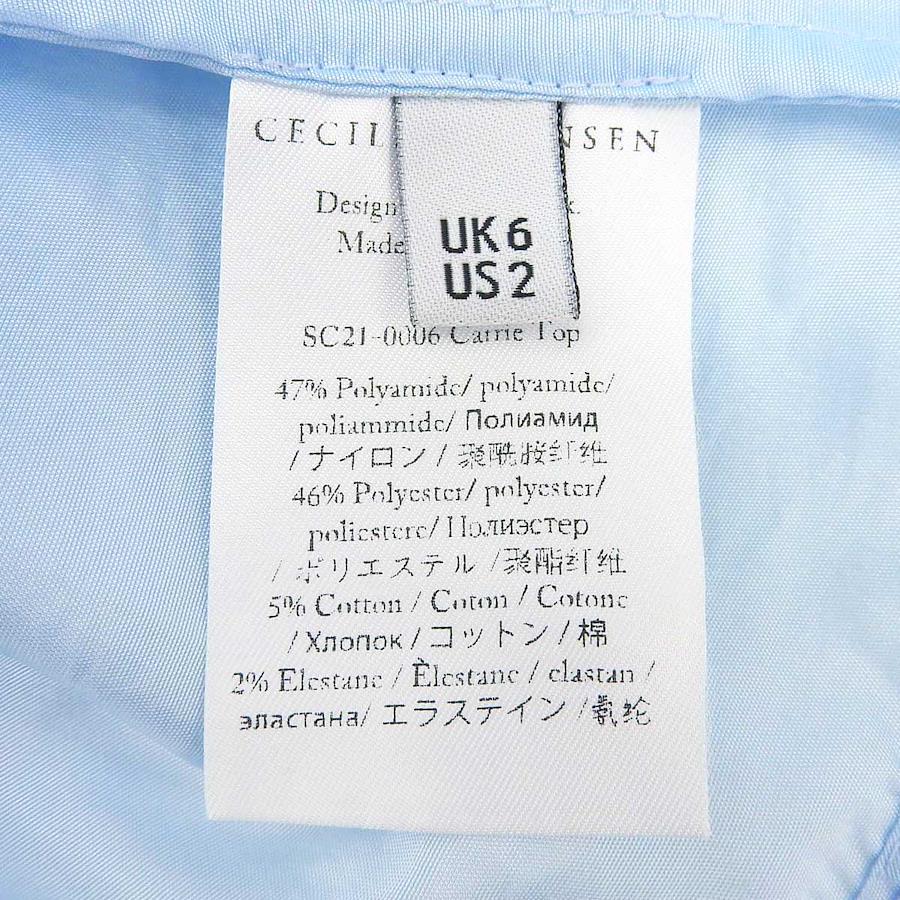 CECIL NSEN
Design
Made
UK 6
US 2
SC21-0006 Carrie Top
47% Polyamide/ polyamide/
poliammide/ Полиамид
/ナイロン / 聚酰胺纤维
46% Polyester/ polyester/
poliestere/ Полиэстер
/ ポリエステル /聚酯纤维
5% Cotton / Coton / Cotone
/Хлопок / コットン / 棉
2% Elestane / Èlestane / elastan /
эластана/ エラステイン /氨纶